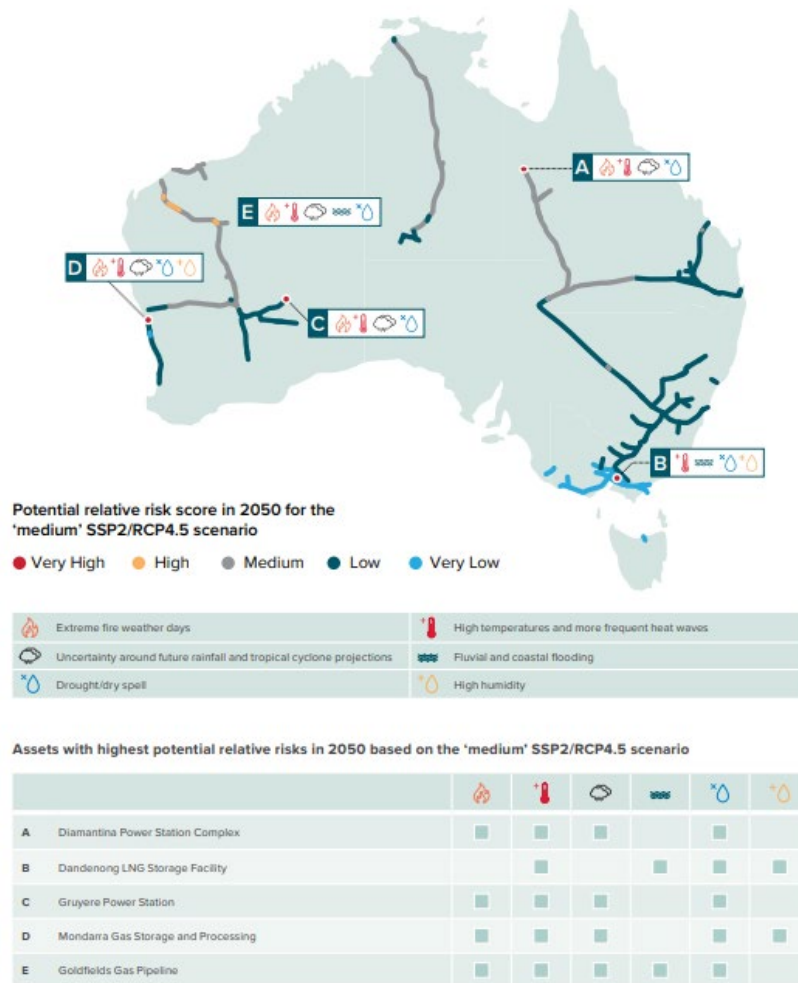 A
E
D
C
B
Potential relative risk score in 2050 for the
‘medium’ SSP2/RCP4.5 scenario
Very High High Medium Low Very Low
Extreme fire weather days High temperatures and more frequent heat waves
Uncertainty around future rainfall and tropical cyclone projections Fluvial and coastal flooding
Drought/dry spell High humidity
Assets with highest potential relative risks in 2050 based on the ‘medium’ SSP2/RCP4.5 scenario
A Diamantina Power Station Complex
B Dandenong LNG Storage Facility
C Gruyere Power Station
D Mondarra Gas Storage and Processing
E Goldfields Gas Pipeline